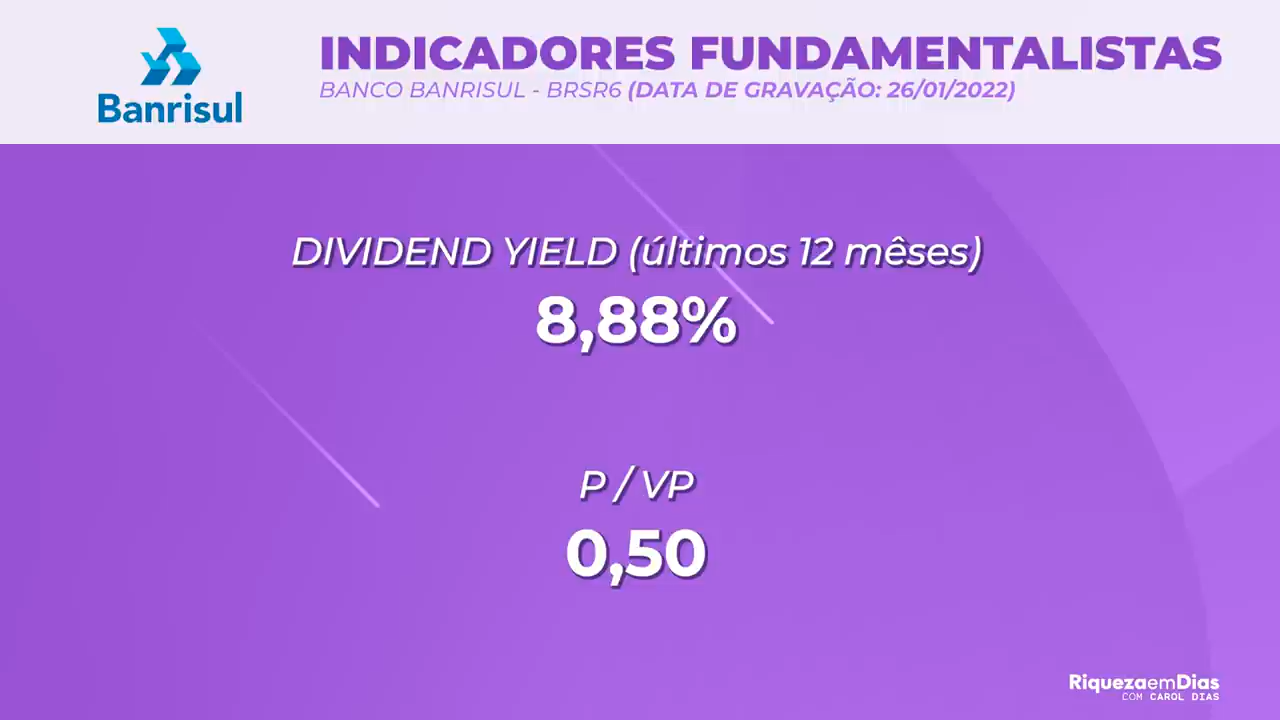 Banrisul
INDICADORES FUNDAMENTALISTAS
BANCO BANRISUL - BRSR6 (DATA DE GRAVAÇÃO: 26/01/2022)
DIVIDEND YIELD (últimos 12 mêses)
8,88%
P / VP
0,50
RiquezaemDias
COM CAROL DIAS